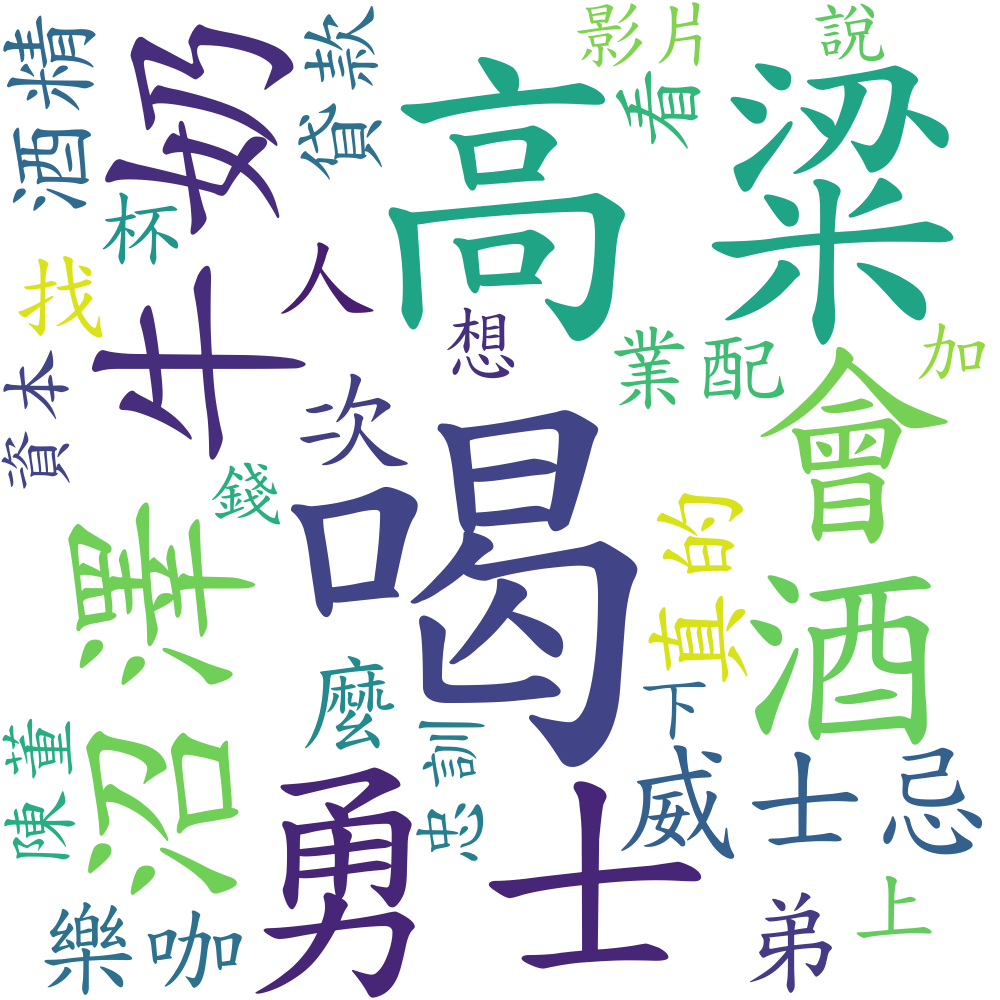 高粱
喝
牛奶
勇士
沼澤
酒
會
威士忌
酒精
貸款
影片
看
說
杯
人
找
想
業配
加
資本
次
錢
真的
麼
下
訓忠
陳董
樂咖
弟
上